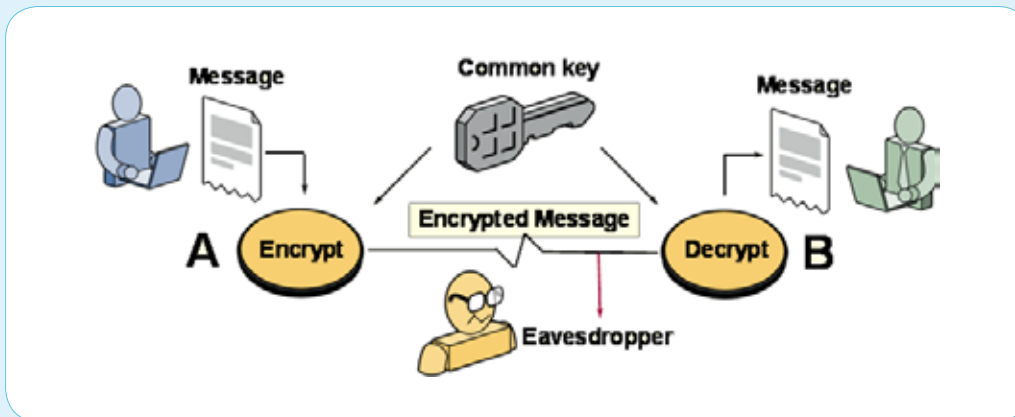 Message
Common key
Message
Encrypted Message
A
Encrypt
Decrypt
B
Eavesdropper